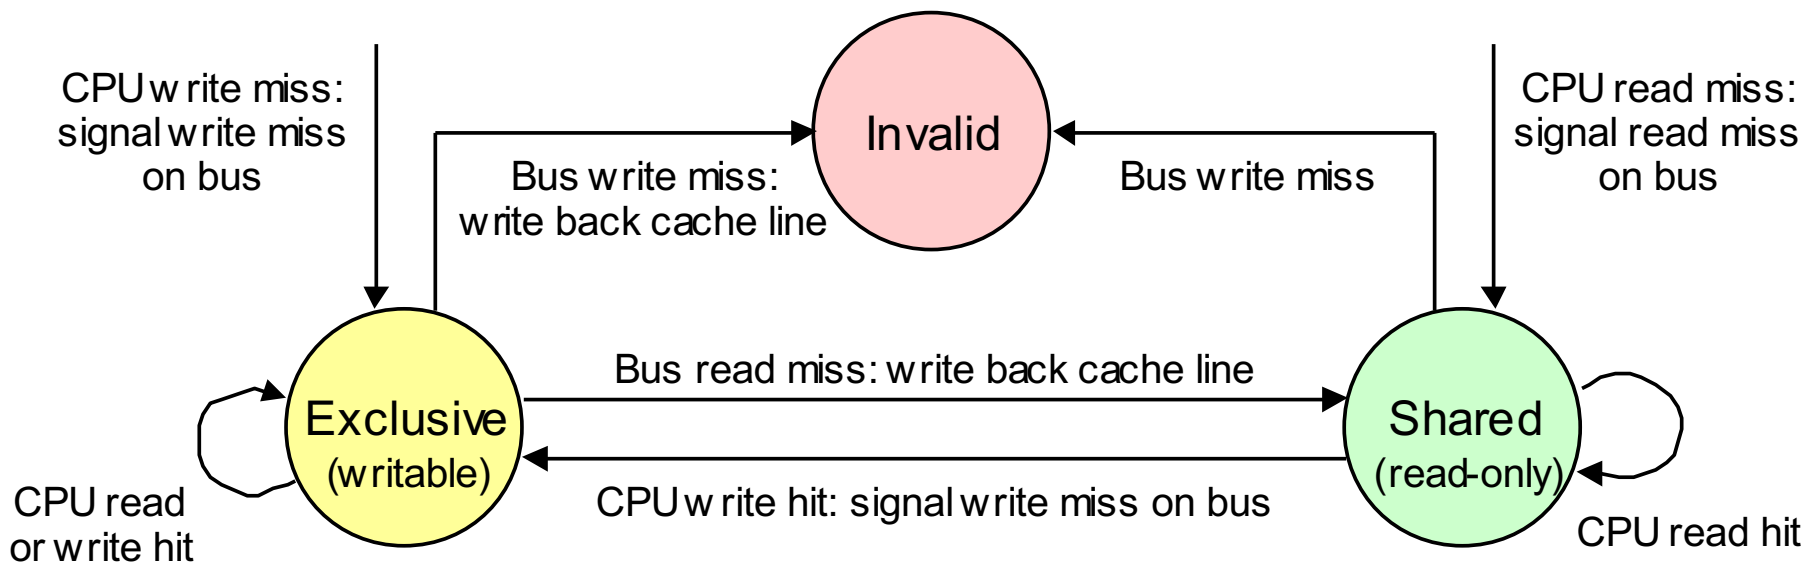 CPU write miss:
signal write miss
on bus
Invalid
CPU read miss:
signal read miss
on bus
Bus write miss:
write back cache line
Bus write miss
Bus read miss: write back cache line
Exclusive
(writable)
Shared
(read-only)
CPU write hit: signal write miss on bus
CPU read
or write hit
CPU read hit